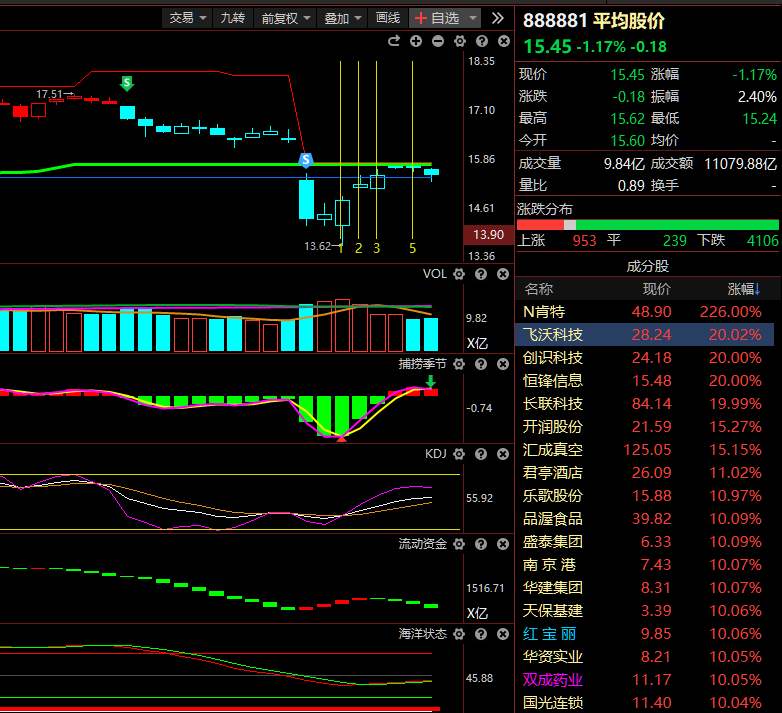 交易 九转 前复权 叠加 画线 +自选
888881 平均股价
15.45 -1.17% -0.18
现价 15.45 涨幅 -1.17%
涨跌 -0.18 振幅 2.40%
最高 15.62 最低 15.24
今开 15.60 均价 -
成交量 9.84亿 成交额 11079.88亿
量比 0.89 换手 -
涨跌分布
上涨 953 平 239 下跌 4106
成分股
名称 现价 涨幅↓
N肯特 48.90 226.00%
飞沃科技 28.24 20.02%
创识科技 24.18 20.00%
恒锋信息 15.48 20.00%
长联科技 84.14 19.99%
开润股份 21.59 15.27%
汇成真空 125.05 15.15%
君亭酒店 26.09 11.02%
乐歌股份 15.88 10.97%
品渥食品 39.82 10.09%
盛泰集团 6.33 10.09%
南京港 7.43 10.07%
华建集团 8.31 10.07%
天保基建 3.39 10.06%
红宝丽 9.85 10.06%
华资实业 8.21 10.05%
双成药业 11.17 10.05%
国光连锁 11.40 10.04%
18.35
17.51
S
17.10
15.86
S
14.61
13.90
13.62
1 2 3 5
13.36
VOL
9.82
X亿
捕捞季节
-0.74
KDJ
55.92
流动资金
1516.71
X亿
海洋状态
45.88